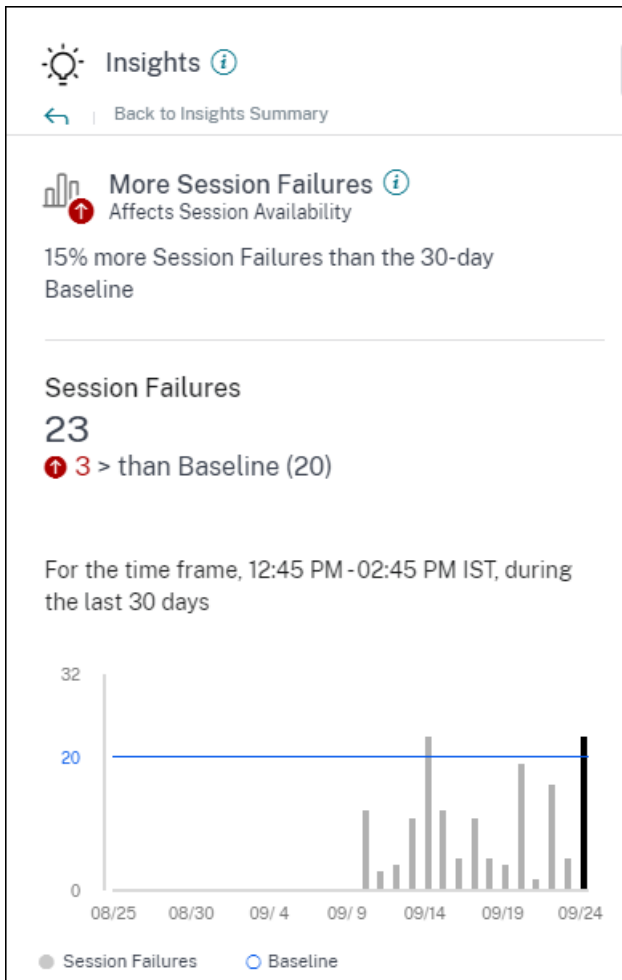 Insights i
Back to Insights Summary
More Session Failures i
Affects Session Availability
15% more Session Failures than the 30-day
Baseline
Session Failures
23
3 > than Baseline (20)
For the time frame, 12:45 PM - 02:45 PM IST, during
the last 30 days
32
20
0
08/25 08/30 09/ 4 09/ 9 09/14 09/19 09/24
Session Failures Baseline